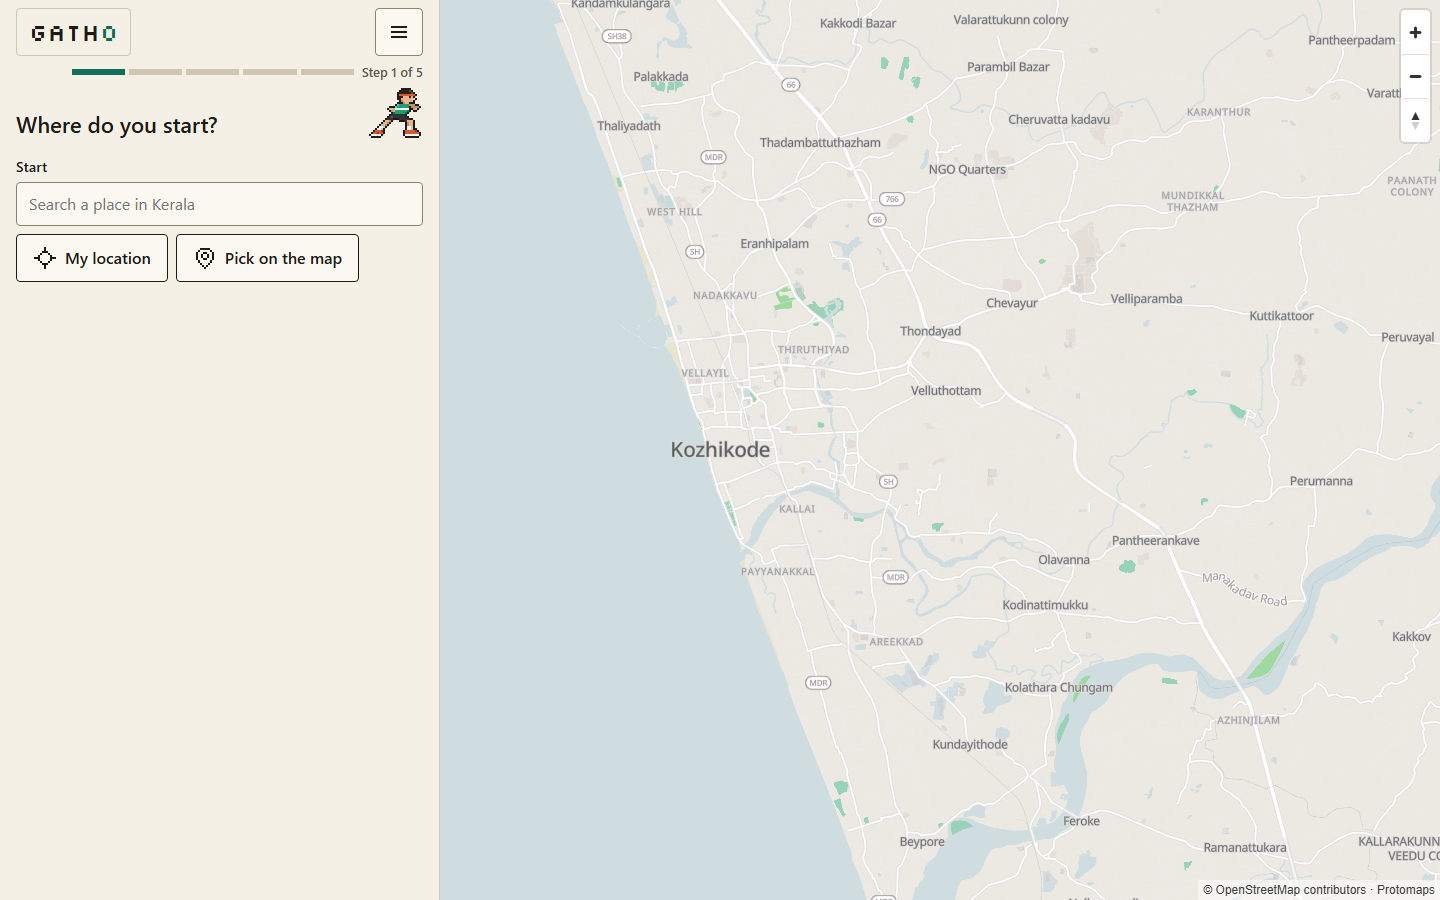 GATHO
Step 1 of 5
Where do you start?
Start
Search a place in Kerala
My location
Pick on the map
Kandamkulangara
Kakkodi Bazar
Valarattukunn colony
Pantheerpadam
SH38
Palakkada
66
Parambil Bazar
Varatt
KARANTHUR
Thaliyadath
Cheruvatta kadavu
Thadambattuthazham
MDR
NGO Quarters
PAANATH
COLONY
766
MUNDIKKAL
THAZHAM
WEST HILL
66
SH
Eranhipalam
NADAKKAVU
Chevayur
Velliparamba
Kuttikattoor
Thondayad
Peruvayal
THIRUTHIYAD
VELLAYIL
Velluthottam
Kozhikode
SH
Perumanna
KALLAI
Pantheerankave
Olavanna
PAYYANAKKAL
MDR
Manakadav Road
Kodinattimukku
AREEKKAD
Kakkov
MDR
Kolathara Chungam
AZHINJILAM
Kundayithode
Feroke
Beypore
Ramanattukara
KALLARAKUNN
VEEDU CO
© OpenStreetMap contributors · Protomaps